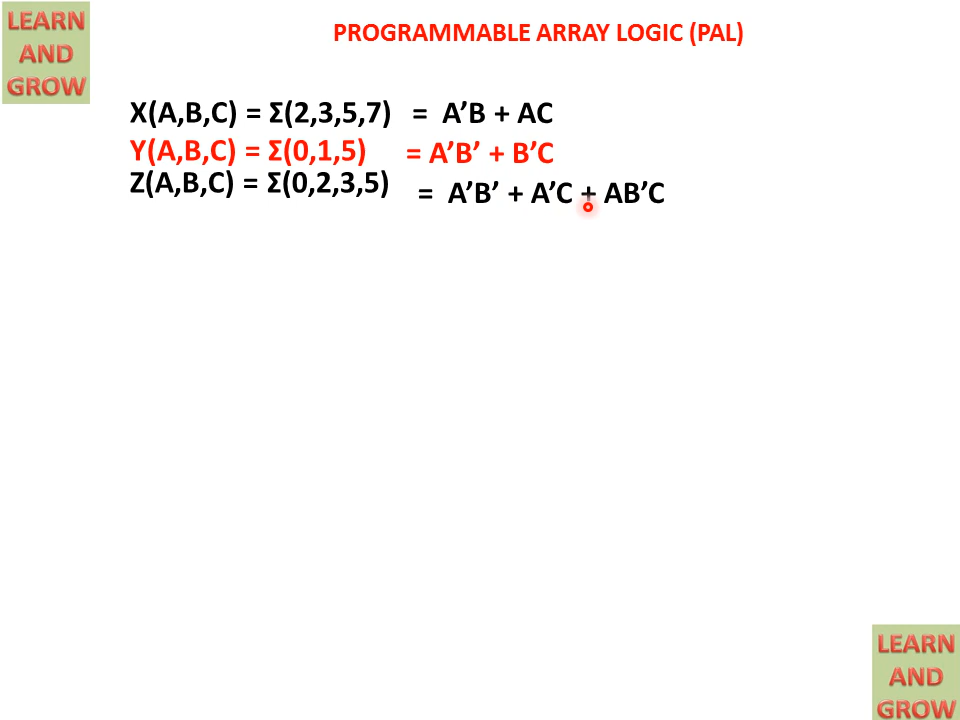 LEARN
AND
GROW
PROGRAMMABLE ARRAY LOGIC (PAL)
X(A,B,C) = Σ(2,3,5,7) = A’B + AC
Y(A,B,C) = Σ(0,1,5) = A’B’ + B’C
Z(A,B,C) = Σ(0,2,3,5) = A’B’ + A’C + AB’C
LEARN
AND
GROW